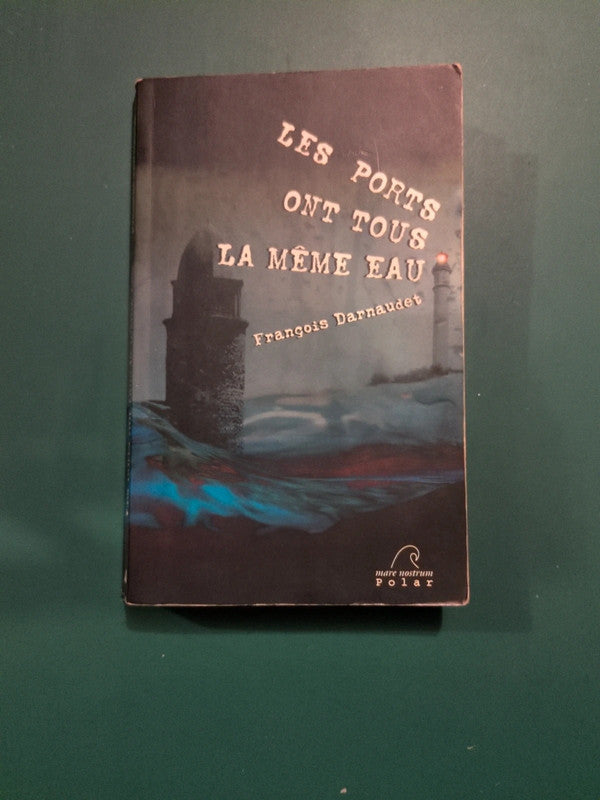 LES PORTS
ONT TOUS
LA MÊME EAU
François Darnaudet
mare nostrum
Polar